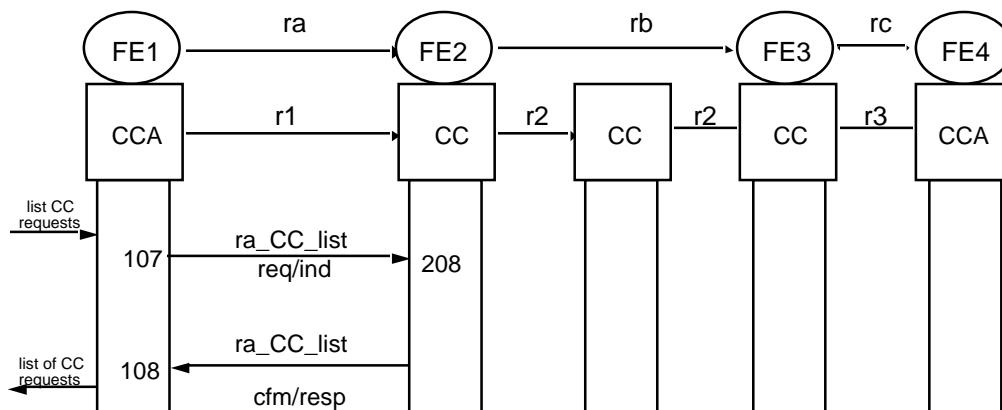 ra
rb
rc
FE1
FE2
FE3
FE4
r1
r2
r2
r3
CCA
CC
CC
CC
CCA
list CC
requests
ra_CC_list
107
208
req/ind
ra_CC_list
list of CC
requests
108
cfm/resp